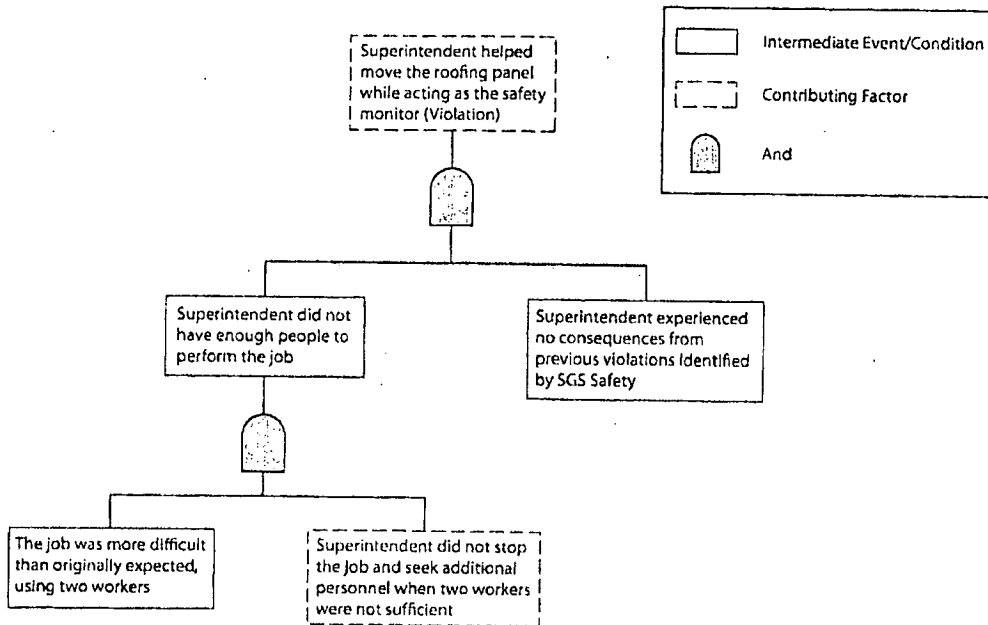 Superintendent helped
move the roofing panel
while acting as the safety
monitor (Violation)
Intermediate Event/Condition
Contributing Factor
And
Superintendent did not
have enough people to
perform the job
Superintendent experienced
no consequences from
previous violations identified
by SGS Safety
The job was more difficult
than originally expected,
using two workers
Superintendent did not stop
the job and seek additional
personnel when two workers
were not sufficient